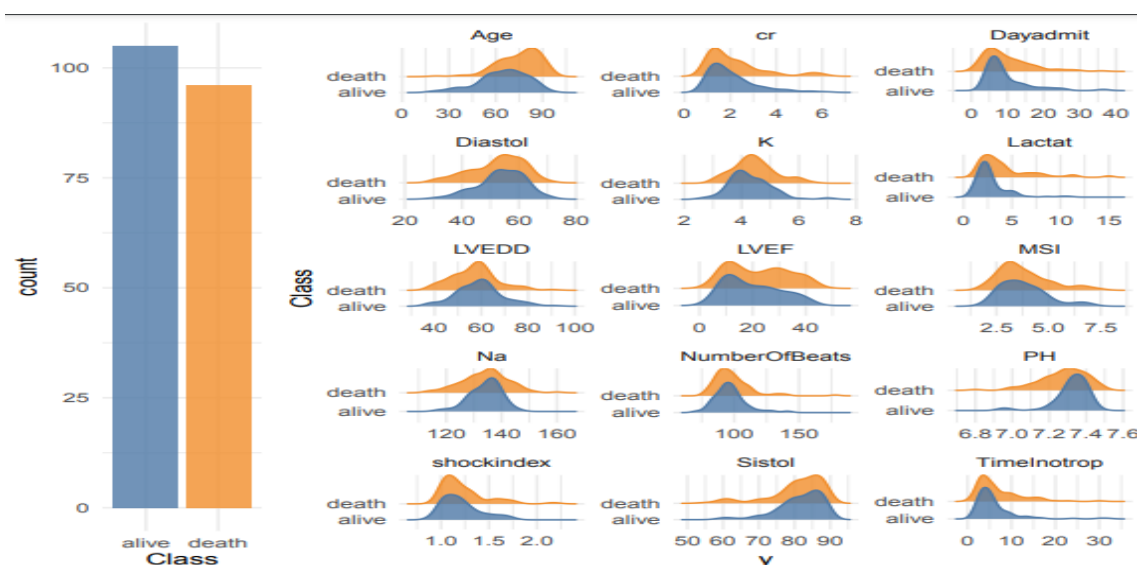 100
75
50
25
0
count
alive death
Class
Class
Age
death
alive
0 30 60 90
cr
death
alive
0 2 4 6
Dayadmit
death
alive
0 10 20 30 40
Diastol
death
alive
20 40 60 80
K
death
alive
2 4 6 8
Lactat
death
alive
0 5 10 15
LVEDD
death
alive
40 60 80 100
LVEF
death
alive
0 20 40
MSI
death
alive
2.5 5.0 7.5
Na
death
alive
120 140 160
NumberOfBeats
death
alive
100 150
PH
death
alive
6.8 7.0 7.2 7.4 7.6
shockindex
death
alive
1.0 1.5 2.0
Sistol
death
alive
50 60 70 80 90
TimeInotrop
death
alive
0 10 20 30